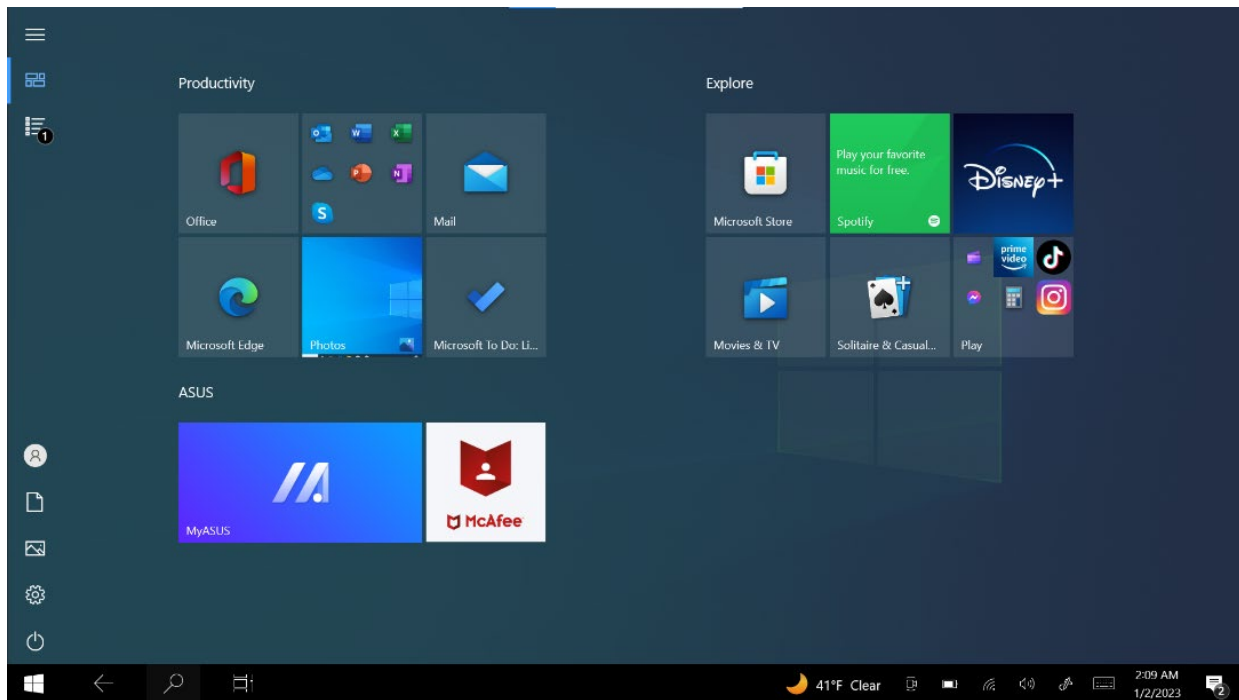 1
Productivity
Office
Mail
Microsoft Edge
Photos
Microsoft To Do: Li...
ASUS
MyASUS
McAfee
Explore
Microsoft Store
Play your favorite
music for free.
Spotify
Disney+
Movies & TV
Solitaire & Casual...
prime
video
Play
41°F Clear
2:09 AM
1/2/2023
2